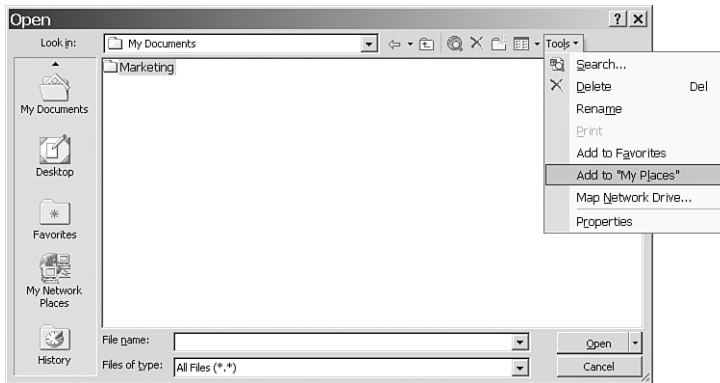 Open
Look in:
My Documents
Tools
Marketing
Search...
Delete Del
Rename
Print
Add to Favorites
Add to "My Places"
Map Network Drive...
Properties
My Documents
Desktop
Favorites
My Network
Places
History
File name:
Open
Files of type:
All Files (*.*)
Cancel